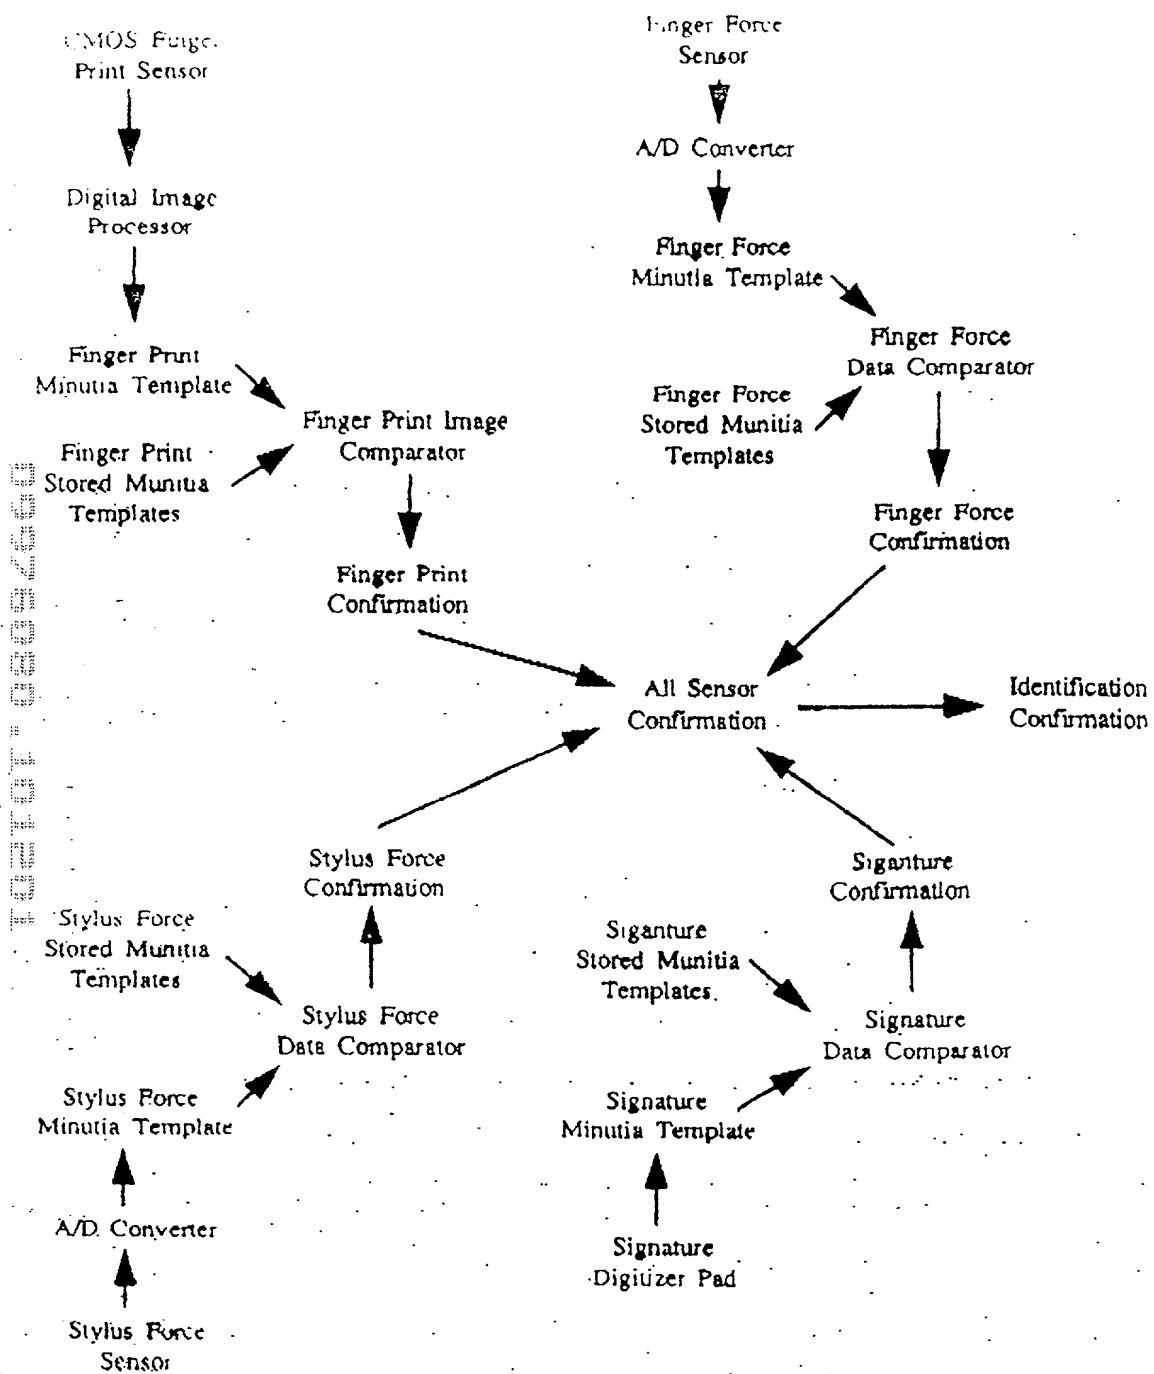 CMOS Finger
Print Sensor
Digital Image
Processor
Finger Print
Minutia Template
Finger Print
Stored Munitia
Templates
Finger Print Image
Comparator
Finger Print
Confirmation
Finger Force
Sensor
A/D Converter
Finger Force
Minutia Template
Finger Force
Data Comparator
Finger Force
Stored Munitia
Templates
Finger Force
Confirmation
All Sensor
Confirmation
Identification
Confirmation
Stylus Force
Confirmation
Stylus Force
Stored Munitia
Templates
Stylus Force
Data Comparator
Stylus Force
Minutia Template
A/D Converter
Stylus Force
Sensor
Siganture
Confirmation
Siganture
Stored Munitia
Templates
Signature
Data Comparator
Signature
Minutia Template
Signature
Digitizer Pad